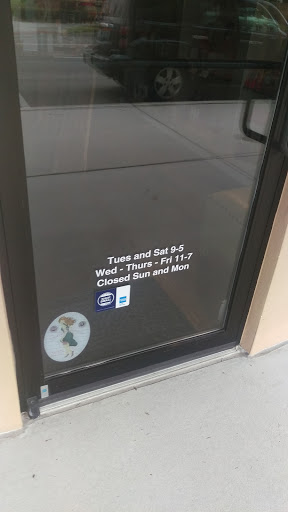 Tues and Sat 9-5
Wed - Thurs - Fri 11-7
Closed Sun and Mon